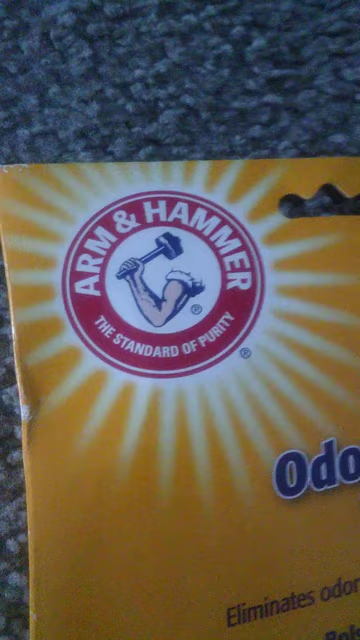 ARM & HAMMER
®
THE STANDARD OF PURITY
®
Odo
Eliminates odor